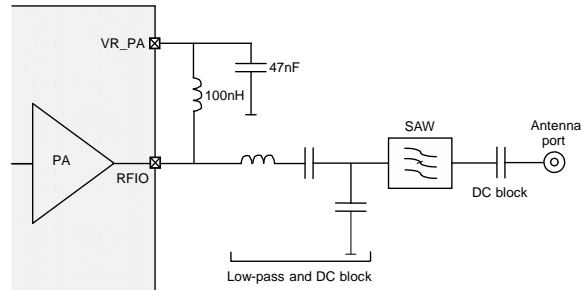 VR_PA
47nF
100nH
SAW
Antenna
port
PA
RFIO
DC block
Low-pass and DC block